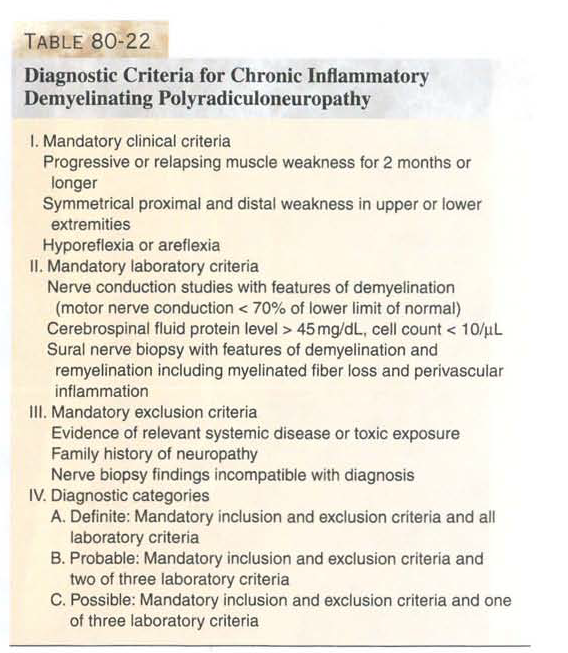 TABLE 80-22
Diagnostic Criteria for Chronic Inflammatory
Demyelinating Polyradiculoneuropathy
I. Mandatory clinical criteria
Progressive or relapsing muscle weakness for 2 months or
longer
Symmetrical proximal and distal weakness in upper or lower
extremities
Hyporeflexia or areflexia
II. Mandatory laboratory criteria
Nerve conduction studies with features of demyelination
(motor nerve conduction < 70% of lower limit of normal)
Cerebrospinal fluid protein level > 45 mg/dL, cell count < 10/μL
Sural nerve biopsy with features of demyelination and
remyelination including myelinated fiber loss and perivascular
inflammation
III. Mandatory exclusion criteria
Evidence of relevant systemic disease or toxic exposure
Family history of neuropathy
Nerve biopsy findings incompatible with diagnosis
IV. Diagnostic categories
A. Definite: Mandatory inclusion and exclusion criteria and all
laboratory criteria
B. Probable: Mandatory inclusion and exclusion criteria and
two of three laboratory criteria
C. Possible: Mandatory inclusion and exclusion criteria and one
of three laboratory criteria